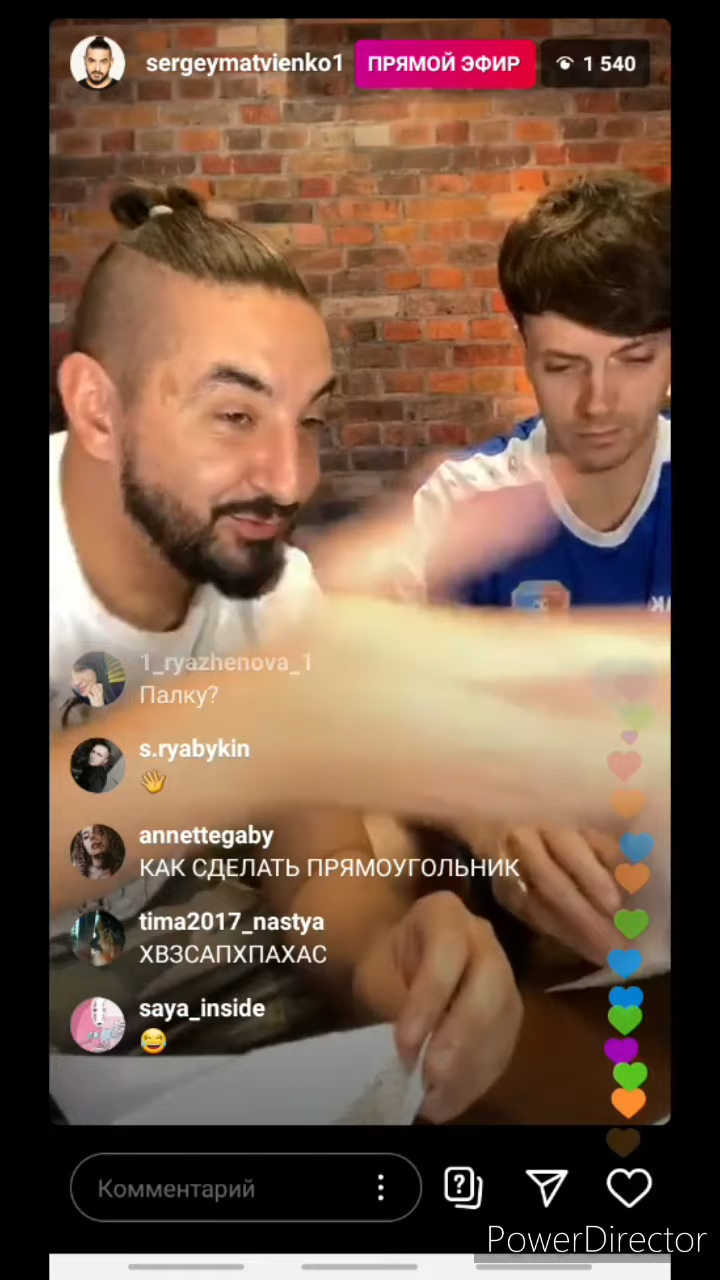 sergeymatvienko1 ПРЯМОЙ ЭФИР 1 540
1_ryazhenova_1
Палку?
s.ryabykin
annettegaby
КАК СДЕЛАТЬ ПРЯМОУГОЛЬНИК
tima2017_nastya
ХВЗСАПХПАХАС
saya_inside
Комментарий
PowerDirector